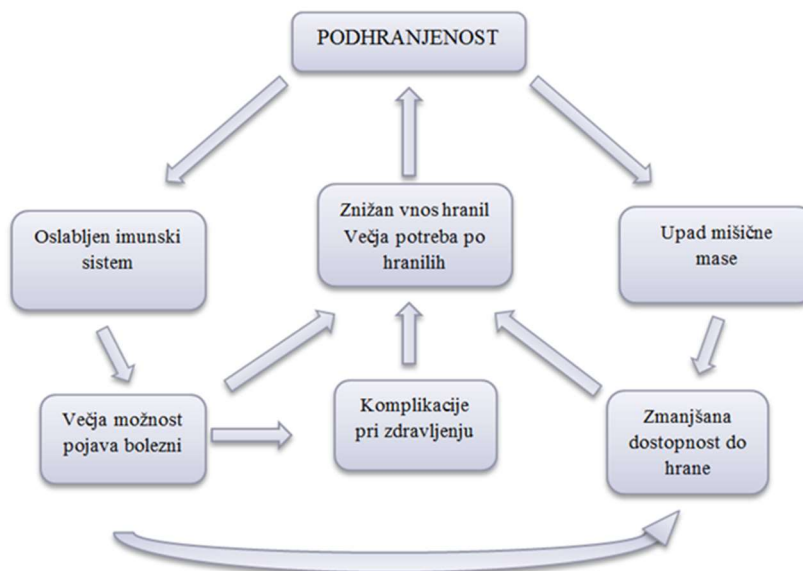 PODHRANJENOST
Oslabljen imunski
sistem
Znižan vnos hranil
Večja potreba po
hranilih
Upad mišične
mase
Večja možnost
pojava bolezni
Komplikacije
pri zdravljenju
Zmanjšana
dostopnost do
hrane